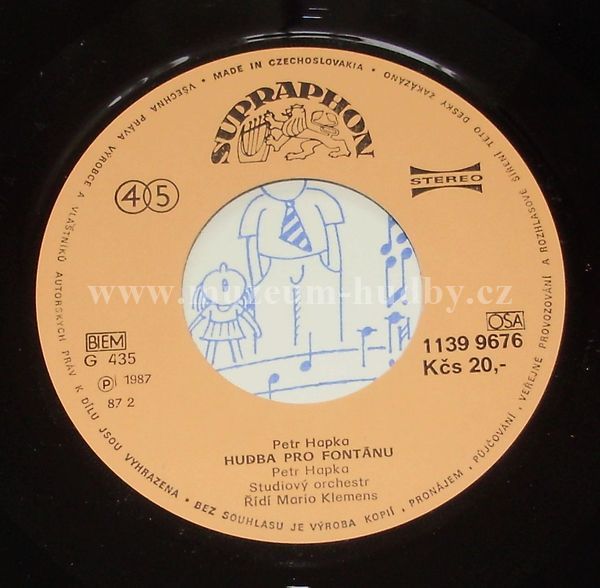 VŠECHNA PRÁVA VÝROBCE A VLASTNÍKŮ AUTORSKÝCH PRÁV K DÍLU JSOU VYHRAZENA • BEZ SOUHLASU JE VÝROBA KOPIÍ, PRONÁJEM, PŮJČOVÁNÍ, VEŘEJNÉ PROVOZOVÁNÍ A ROZHLASOVÉ ŠÍŘENÍ TÉTO DESKY ZAKÁZÁNO • MADE IN CZECHOSLOVAKIA •
SUPRAPHON
45
STEREO
www.muzeum-hudby.cz
BIEM
G 435
Ⓟ 1987
87 2
OSA
1139 9676
Kčs 20,-
Petr Hapka
HUDBA PRO FONTÁNU
Petr Hapka
Studiový orchestr
Řídí Mario Klemens